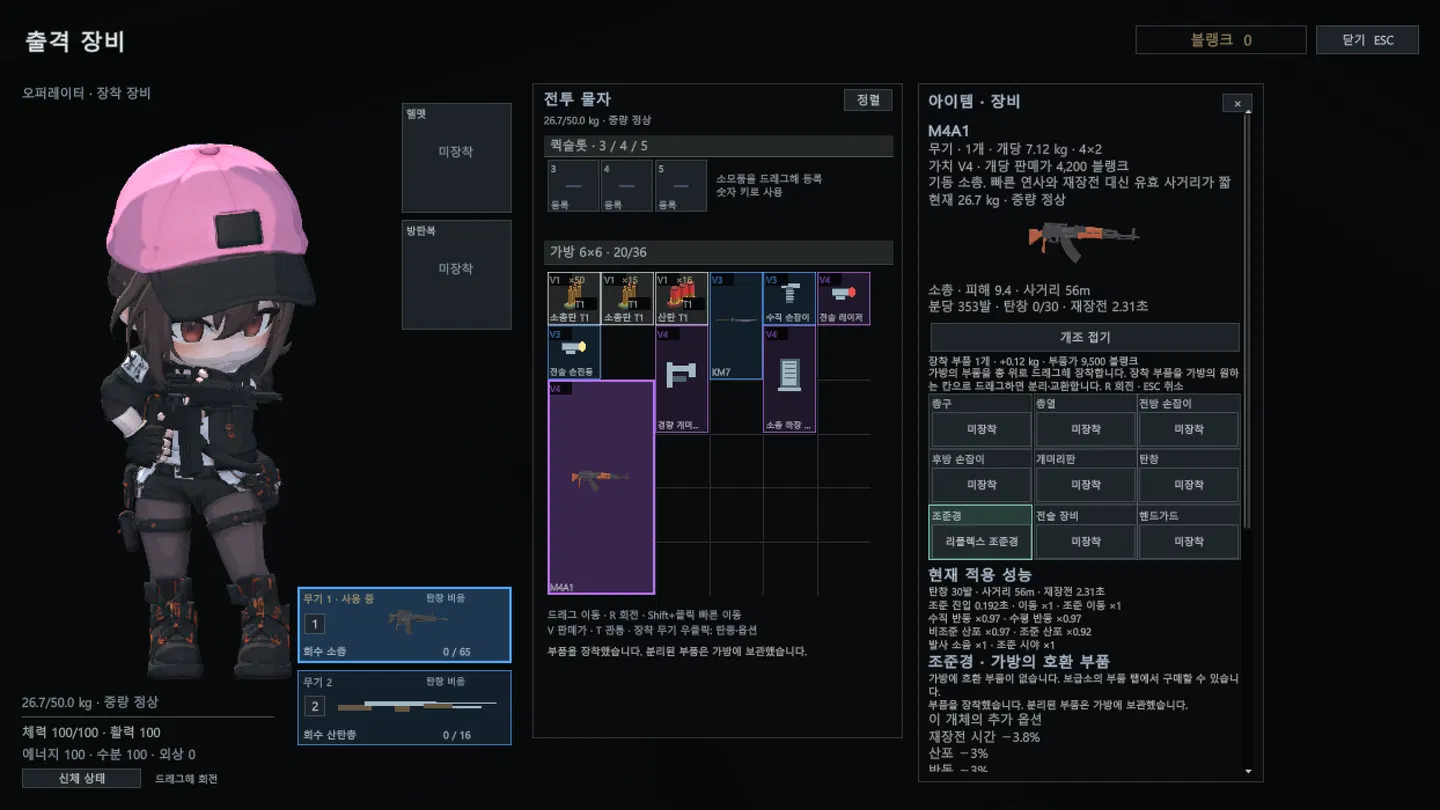 출격 장비
블랭크 0
닫기 ESC
오퍼레이터 · 장착 장비
헬멧
미장착
방탄복
미장착
무기 1 · 사용 중
탄창 비움
1
회수 소총
0 / 65
무기 2
탄창 비움
2
회수 산탄총
0 / 16
26.7/50.0 kg · 중량 정상
체력 100/100 · 활력 100
에너지 100 · 수분 100 · 외상 0
신체 상태
드래그해 회전
전투 물자
정렬
26.7/50.0 kg · 중량 정상
퀵슬롯 · 3 / 4 / 5
3
—
등록
4
—
등록
5
—
등록
소모품을 드래그해 등록
숫자 키로 사용
가방 6×6 · 20/36
V1 ×50
T1
소총탄 T1
V1 ×15
T1
소총탄 T1
V1 ×16
T1
산탄 T1
V3
KM7
V3
수직 손잡이
V4
전술 레이저
V3
전술 손전등
V4
경량 개머...
V4
소총 확장 ...
V4
M4A1
드래그 이동 · R 회전 · Shift+클릭 빠른 이동
V 판매가 · T 관통 · 장착 무기 우클릭: 탄종·옵션
부품을 장착했습니다. 분리된 부품은 가방에 보관했습니다.
아이템 · 장비
×
M4A1
무기 · 1개 · 개당 7.12 kg · 4×2
가치 V4 · 개당 판매가 4,200 블랭크
기동 소총. 빠른 연사와 재장전 대신 유효 사거리가 짧
현재 26.7 kg · 중량 정상
소총 · 피해 9.4 · 사거리 56m
분당 353발 · 탄창 0/30 · 재장전 2.31초
개조 접기
장착 부품 1개 · +0.12 kg · 부품가 9,500 블랭크
가방의 부품을 총 위로 드래그해 장착합니다. 장착 부품을 가방의 원하
는 칸으로 드래그하면 분리·교환합니다. R 회전 · ESC 취소
총구
미장착
총열
미장착
전방 손잡이
미장착
후방 손잡이
미장착
개머리판
미장착
탄창
미장착
조준경
리플렉스 조준경
전술 장비
미장착
핸드가드
미장착
현재 적용 성능
탄창 30발 · 사거리 56m · 재장전 2.31초
조준 진입 0.192초 · 이동 ×1 · 조준 이동 ×1
수직 반동 ×0.97 · 수평 반동 ×0.97
비조준 산포 ×0.97 · 조준 산포 ×0.92
발사 소음 ×1 · 조준 시야 ×1
조준경 · 가방의 호환 부품
가방에 호환 부품이 없습니다. 보급소의 부품 탭에서 구매할 수 있습니
다.
부품을 장착했습니다. 분리된 부품은 가방에 보관했습니다.
이 개체의 추가 옵션
재장전 시간 −3.8%
산포 −3%
반동 −3%